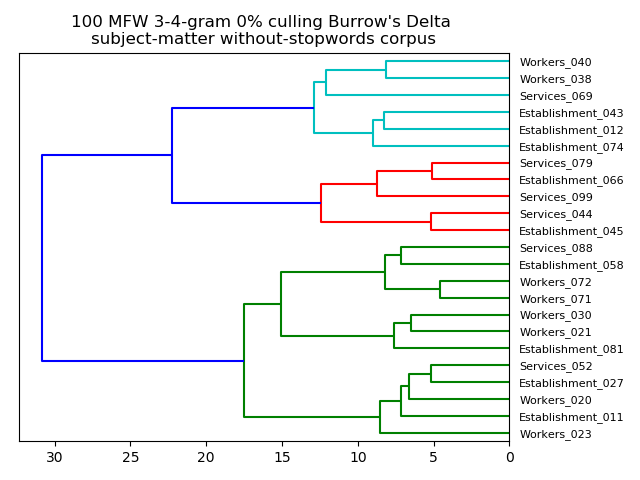 100 MFW 3-4-gram 0% culling Burrow's Delta
subject-matter without-stopwords corpus
Workers_040
Workers_038
Services_069
Establishment_043
Establishment_012
Establishment_074
Services_079
Establishment_066
Services_099
Services_044
Establishment_045
Services_088
Establishment_058
Workers_072
Workers_071
Workers_030
Workers_021
Establishment_081
Services_052
Establishment_027
Workers_020
Establishment_011
Workers_023
30 25 20 15 10 5 0